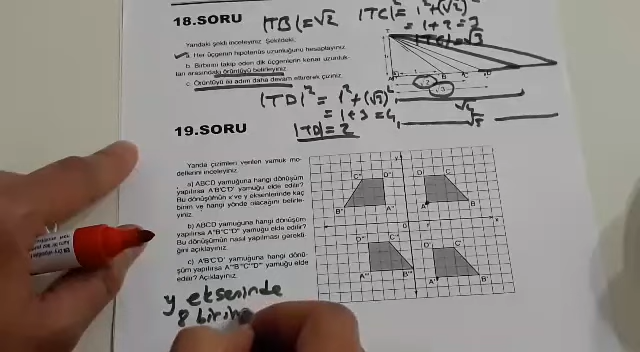 18.SORU
|TB|=√2
|TC|²=1²+(√2)²
=1+2=3
|TC|=√3
Yandaki şekli inceleyiniz. Şekildeki;
a. Her üçgenin hipotenüs uzunluğunu hesaplayınız.
b. Birbirini takip eden dik üçgenlerin kenar uzunluk-
ları arasındaki örüntüyü belirleyiniz.
c. Örüntüyü iki adım daha devam ettirerek çiziniz.
|TD|²=1²+(√3)²
=1+3=4
|TD|=2
√2
√3
19.SORU
Yanda çizimleri verilen yamuk mo-
dellerini inceleyiniz.
a) ABCD yamuğuna hangi dönüşüm
yapılırsa A'B'C'D' yamuğu elde edilir?
Bu dönüşümün x ve y eksenlerinde kaç
birim ve hangi yönde olacağını belirle-
yiniz.
b) ABCD yamuğuna hangi dönüşüm
yapılırsa A"B"C"D" yamuğu elde edilir?
Bu dönüşümün nasıl yapılması gerekti-
ğini açıklayınız.
c) A'B'C'D' yamuğuna hangi dönü-
şüm yapılırsa A'"B'"C'"D'" yamuğu elde
edilir? Açıklayınız.
y ekseninde
8 birim